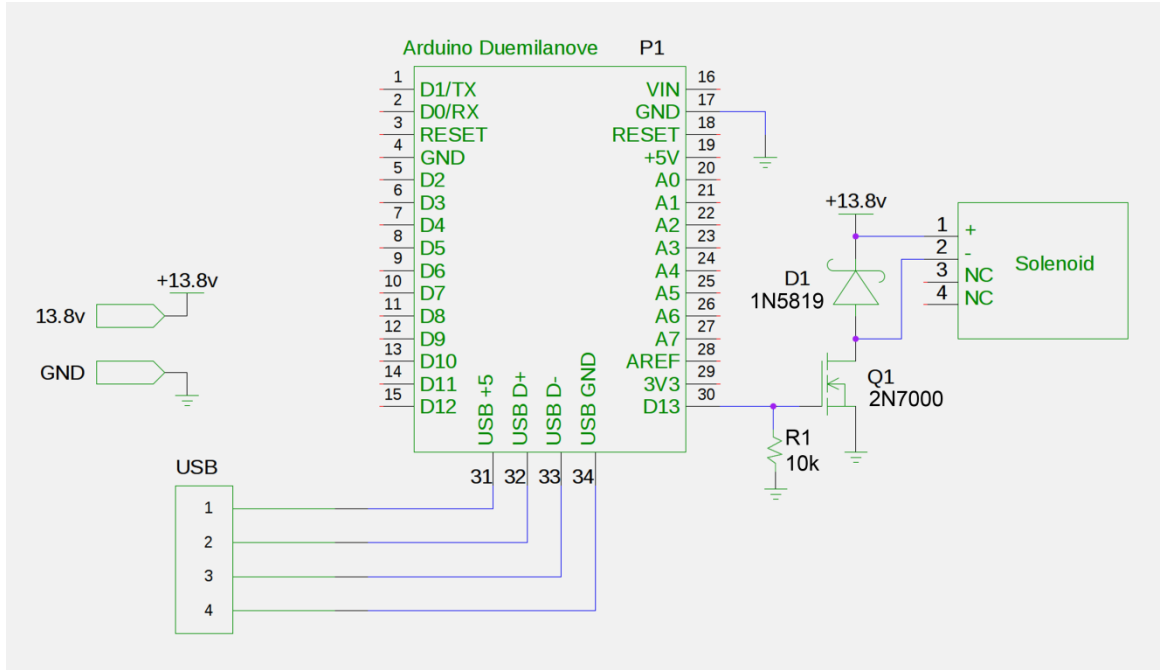 Arduino Duemilanove P1
1 D1/TX VIN 16
2 D0/RX GND 17
3 RESET RESET 18
4 GND +5V 19
5 D2 A0 20
6 D3 A1 21
7 D4 A2 22
8 D5 A3 23
9 D6 A4 24
10 D7 A5 25
11 D8 A6 26
12 D9 A7 27
13 D10 AREF 28
14 D11 3V3 29
15 D12 D13 30
USB +5
USB D+
USB D-
USB GND
31 32 33 34
+13.8v
13.8v
GND
+13.8v
1 +
2 -
3 NC
4 NC
Solenoid
D1
1N5819
Q1
2N7000
R1
10k
USB
1
2
3
4